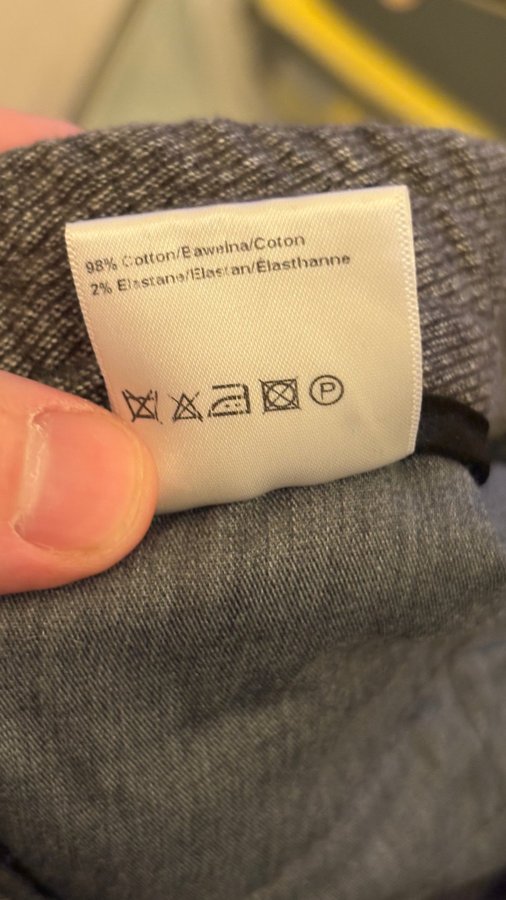 98% Cotton/Bawełna/Coton
2% Elastane/Elastan/Élasthanne
P